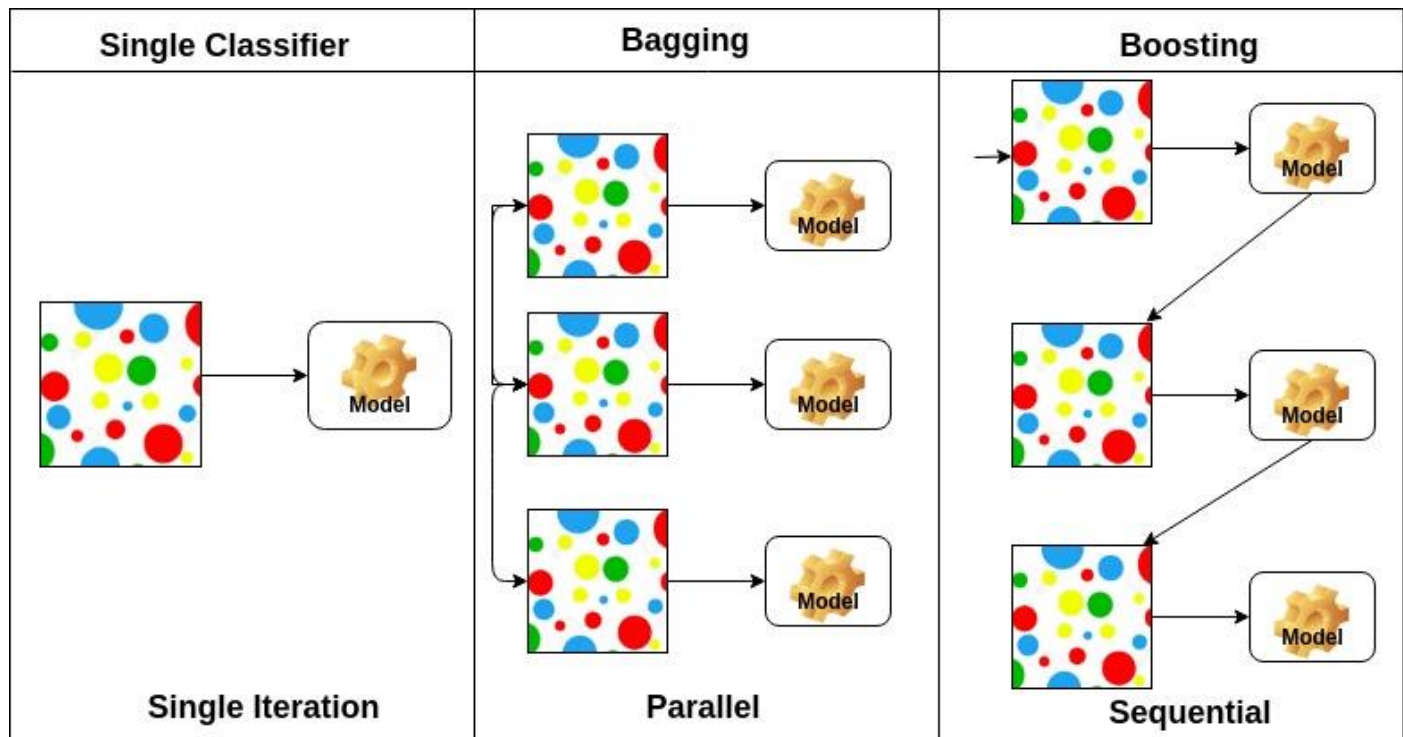 Single Classifier
Bagging
Boosting
Model
Model
Model
Model
Model
Model
Model
Single Iteration
Parallel
Sequential